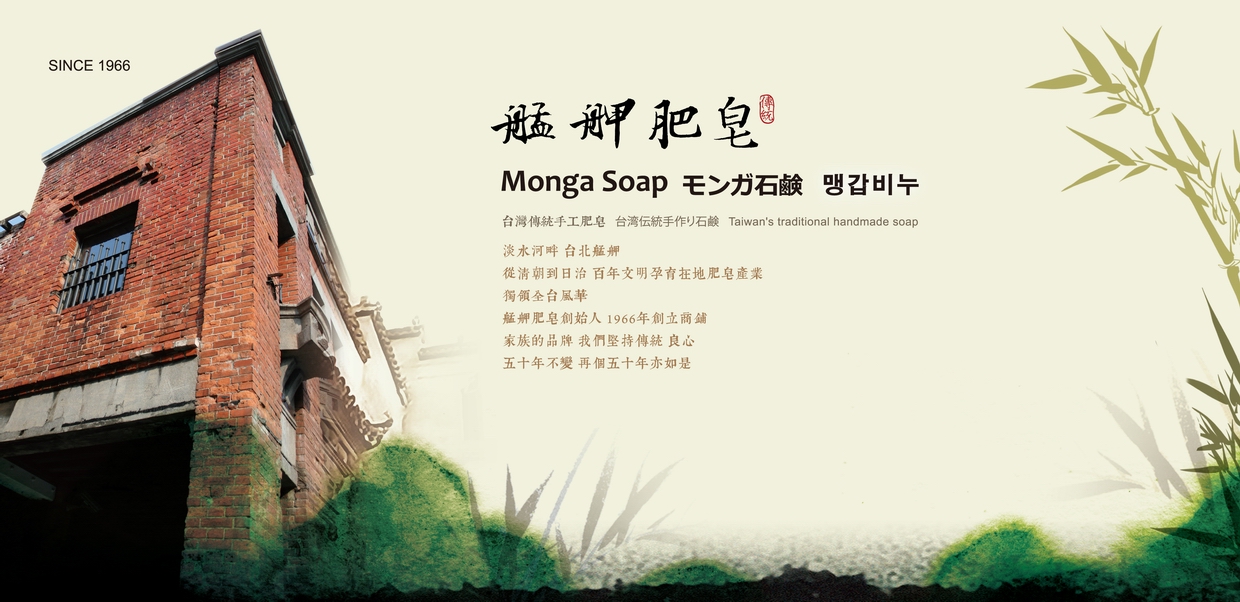 SINCE 1966
艋舺肥皂 傳統
Monga Soap モンガ石鹸 맹갑비누
台灣傳統手工肥皂 台湾伝統手作り石鹸 Taiwan's traditional handmade soap
淡水河畔 台北艋舺
從清朝到日治 百年文明孕育在地肥皂產業
獨領全台風華
艋舺肥皂創始人 1966年創立商鋪
家族的品牌 我們堅持傳統 良心
五十年不變 再個五十年亦如是